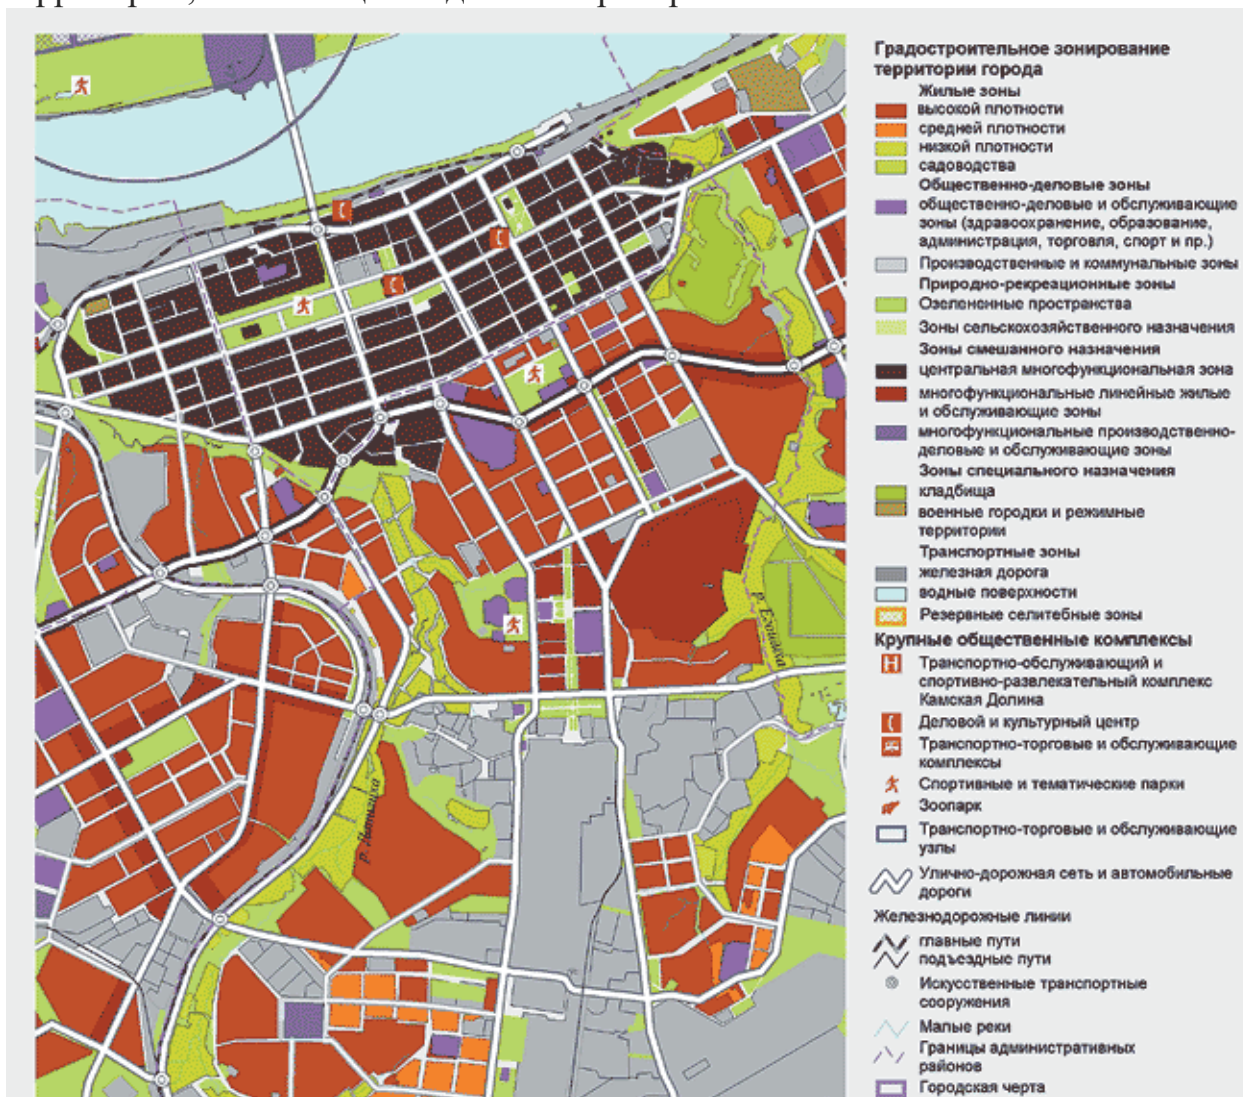 Градостроительное зонирование
территории города
Жилые зоны
высокой плотности
средней плотности
низкой плотности
садоводства
Общественно-деловые зоны
общественно-деловые и обслуживающие
зоны (здравсохранение, образование,
администрация, торговля, спорт и пр.)
Производственные и коммунальные зоны
Природно-рекреационные зоны
Озелененные пространства
Зоны сельскохозяйственного назначения
Зоны смешанного назначения
центральная многофункциональная зона
многофункциональные линейные жилые
и обслуживающие зоны
многофункциональные производственно-
деловые и обслуживающие зоны
Зоны специального назначения
кладбища
военные городки и режимные
территории
Транспортные зоны
железная дорога
водные поверхности
Резервные селитебные зоны
Крупные общественные комплексы
Транспортно-обслуживающий и
спортивно-развлекательный комплекс
Камская Долина
Деловой и культурный центр
Транспортно-торговые и обслуживающие
комплексы
Спортивные и тематические парки
Зоопарк
Транспортно-торговые и обслуживающие
узлы
Улично-дорожная сеть и автомобильные
дороги
Железнодорожные линии
главные пути
подъездные пути
Искусственные транспортные
сооружения
Малые реки
Границы административных
районов
Городская черта
р. Егошиха